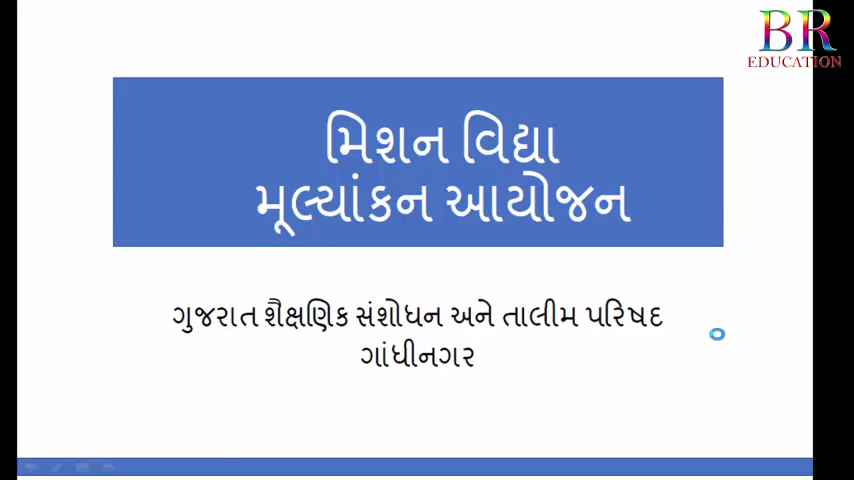 BR
EDUCATION
મિશન વિદ્યા
મૂલ્યાંકન આયોજન
ગુજરાત શૈક્ષણિક સંશોધન અને તાલીમ પરિષદ
ગાંધીનગર